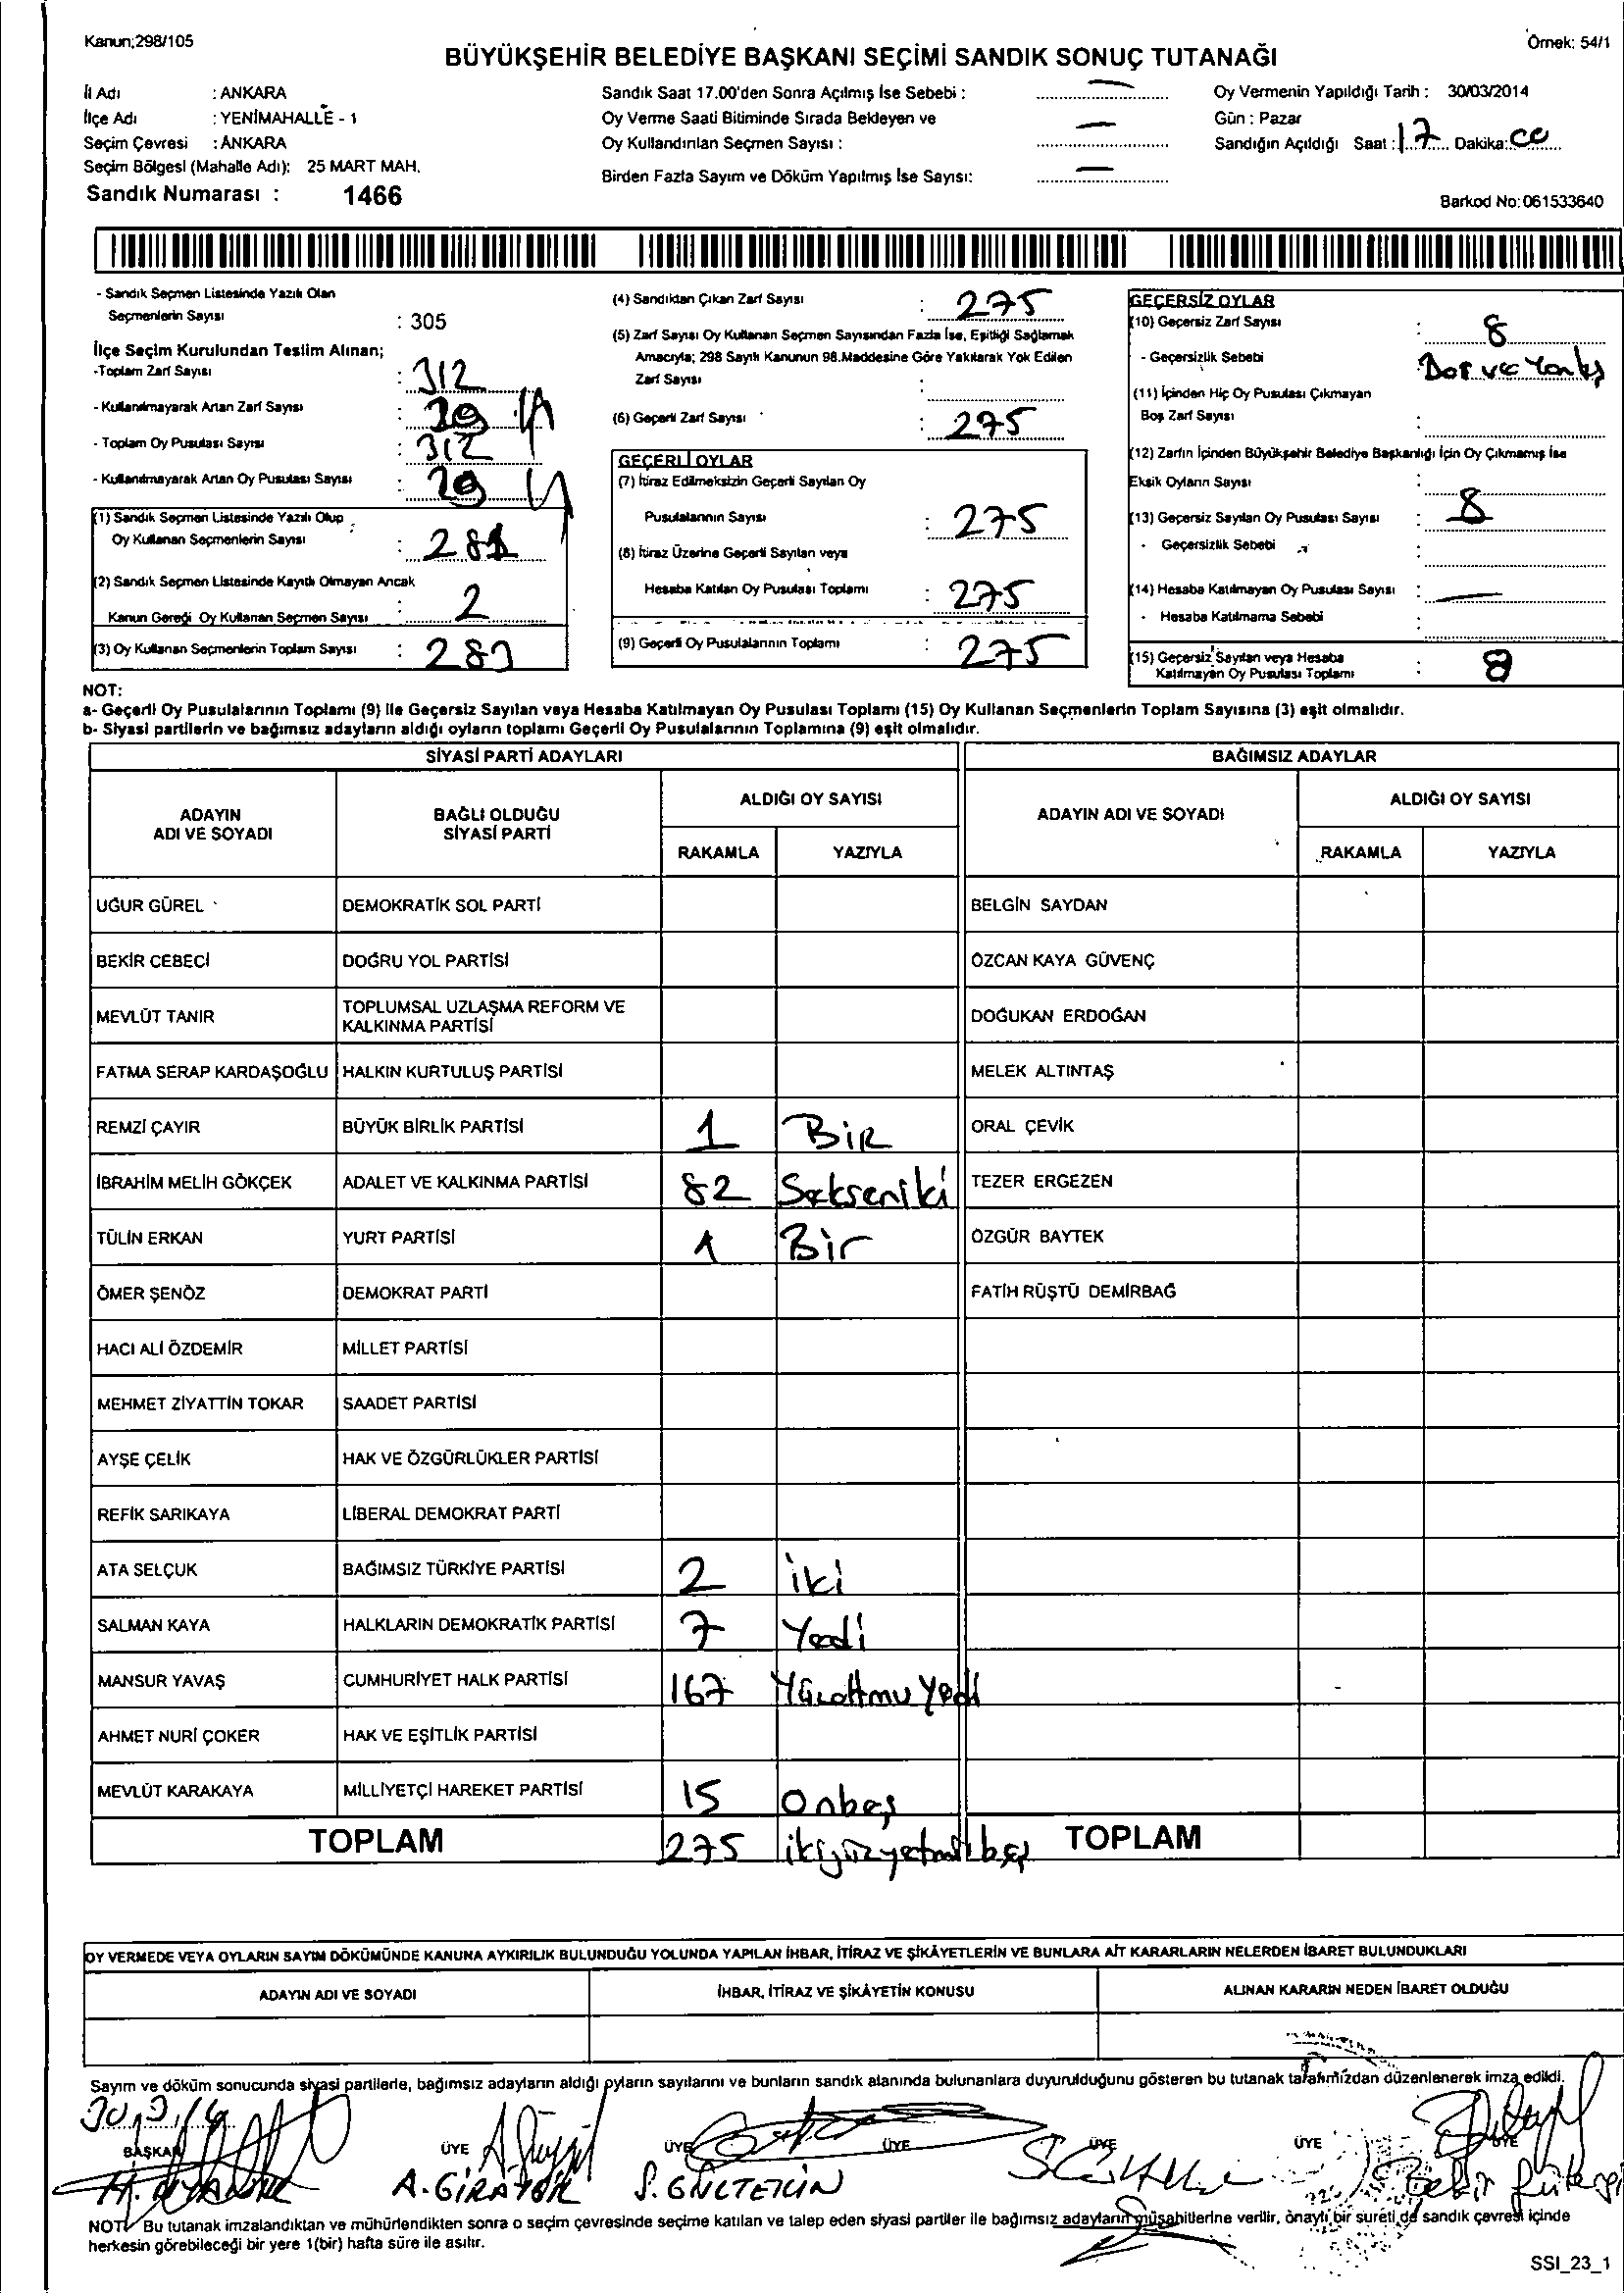 Kanun;298/105
Örnek: 54/1
BÜYÜKŞEHİR BELEDİYE BAŞKANI SEÇİMİ SANDIK SONUÇ TUTANAĞI
İl Adı : ANKARA
İlçe Adı : YENİMAHALLE - 1
Seçim Çevresi : ANKARA
Seçim Bölgesi (Mahalle Adı): 25 MART MAH.
Sandık Numarası : 1466
Sandık Saat 17.00'den Sonra Açılmış İse Sebebi : —
Oy Verme Saati Bitiminde Sırada Bekleyen ve
Oy Kullandırılan Seçmen Sayısı : —
Birden Fazla Sayım ve Döküm Yapılmış İse Sayısı: —
Oy Vermenin Yapıldığı Tarih : 30/03/2014
Gün : Pazar
Sandığın Açıldığı Saat : 17 Dakika:
Barkod No:061533640
- Sandık Seçmen Listesinde Yazılı Olan
Seçmenlerin Sayısı : 305
İlçe Seçim Kurulundan Teslim Alınan;
-Toplam Zarf Sayısı : 312
- Kullanılmayarak Artan Zarf Sayısı :
- Toplam Oy Pusulası Sayısı : 312
- Kullanılmayarak Artan Oy Pusulası Sayısı :
(1) Sandık Seçmen Listesinde Yazılı Olup
Oy Kullanan Seçmenlerin Sayısı : 281
(2) Sandık Seçmen Listesinde Kayıtlı Olmayan Ancak
Kanun Gereği Oy Kullanan Seçmen Sayısı : 2
(3) Oy Kullanan Seçmenlerin Toplam Sayısı : 283
(4) Sandıktan Çıkan Zarf Sayısı : 275
(5) Zarf Sayısı Oy Kullanan Seçmen Sayısından Fazla İse, Eşitliği Sağlamak
Amacıyla; 298 Sayılı Kanunun 98.Maddesine Göre Yakılarak Yok Edilen
Zarf Sayısı :
(6) Geçerli Zarf Sayısı : 275
GEÇERLİ OYLAR
(7) İtiraz Edilmeksizin Geçerli Sayılan Oy
Pusulalarının Sayısı : 275
(8) İtiraz Üzerine Geçerli Sayılan veya
Hesaba Katılan Oy Pusulası Toplamı : 275
(9) Geçerli Oy Pusulalarının Toplamı : 275
GEÇERSİZ OYLAR
(10) Geçersiz Zarf Sayısı : 8
- Geçersizlik Sebebi : ve
(11) İçinden Hiç Oy Pusulası Çıkmayan
Boş Zarf Sayısı :
(12) Zarfın İçinden Büyükşehir Belediye Başkanlığı İçin Oy Çıkmamış İse
Eksik Oyların Sayısı :
(13) Geçersiz Sayılan Oy Pusulası Sayısı : 8
- Geçersizlik Sebebi :
(14) Hesaba Katılmayan Oy Pusulası Sayısı : —
- Hesaba Katılmama Sebebi :
(15) Geçersiz Sayılan veya Hesaba
Katılmayan Oy Pusulası Toplamı : 8
NOT:
a- Geçerli Oy Pusulalarının Toplamı (9) ile Geçersiz Sayılan veya Hesaba Katılmayan Oy Pusulası Toplamı (15) Oy Kullanan Seçmenlerin Toplam Sayısına (3) eşit olmalıdır.
b- Siyasi partilerin ve bağımsız adayların aldığı oyların toplamı Geçerli Oy Pusulalarının Toplamına (9) eşit olmalıdır.
SİYASİ PARTİ ADAYLARI BAĞIMSIZ ADAYLAR
ADAYIN ADI VE SOYADI BAĞLI OLDUĞU SİYASİ PARTİ ALDIĞI OY SAYISI ADAYIN ADI VE SOYADI ALDIĞI OY SAYISI
RAKAMLA YAZIYLA RAKAMLA YAZIYLA
UĞUR GÜREL DEMOKRATİK SOL PARTİ BELGİN SAYDAN
BEKİR CEBECİ DOĞRU YOL PARTİSİ ÖZCAN KAYA GÜVENÇ
MEVLÜT TANIR TOPLUMSAL UZLAŞMA REFORM VE KALKINMA PARTİSİ DOĞUKAN ERDOĞAN
FATMA SERAP KARDAŞOĞLU HALKIN KURTULUŞ PARTİSİ MELEK ALTINTAŞ
REMZİ ÇAYIR BÜYÜK BİRLİK PARTİSİ 1 BİR ORAL ÇEVİK
İBRAHİM MELİH GÖKÇEK ADALET VE KALKINMA PARTİSİ 82 Sekseniki TEZER ERGEZEN
TÜLİN ERKAN YURT PARTİSİ 1 Bir ÖZGÜR BAYTEK
ÖMER ŞENÖZ DEMOKRAT PARTİ FATİH RÜŞTÜ DEMİRBAĞ
HACI ALİ ÖZDEMİR MİLLET PARTİSİ
MEHMET ZİYATTİN TOKAR SAADET PARTİSİ
AYŞE ÇELİK HAK VE ÖZGÜRLÜKLER PARTİSİ
REFİK SARIKAYA LİBERAL DEMOKRAT PARTİ
ATA SELÇUK BAĞIMSIZ TÜRKİYE PARTİSİ 2 iki
SALMAN KAYA HALKLARIN DEMOKRATİK PARTİSİ 7 Yedi
MANSUR YAVAŞ CUMHURİYET HALK PARTİSİ 167
AHMET NURİ ÇOKER HAK VE EŞİTLİK PARTİSİ
MEVLÜT KARAKAYA MİLLİYETÇİ HAREKET PARTİSİ 15 Onbeş
TOPLAM 275 ikiyüzyetmişbeş TOPLAM
OY VERMEDE VEYA OYLARIN SAYIM DÖKÜMÜNDE KANUNA AYKIRILIK BULUNDUĞU YOLUNDA YAPILAN İHBAR, İTİRAZ VE ŞİKÂYETLERİN VE BUNLARA AİT KARARLARIN NELERDEN İBARET BULUNDUKLARI
ADAYIN ADI VE SOYADI İHBAR, İTİRAZ VE ŞİKÂYETİN KONUSU ALINAN KARARIN NEDEN İBARET OLDUĞU
Sayım ve döküm sonucunda siyasi partilerle, bağımsız adayların aldığı oyların sayılarını ve bunların sandık alanında bulunanlara duyurulduğunu gösteren bu tutanak tarafımızdan düzenlenerek imza edildi.
30/3/14
BAŞKAN ÜYE ÜYE ÜYE ÜYE ÜYE ÜYE
S. GÜLTEKİN Bekir
NOT: Bu tutanak imzalandıktan ve mühürlendikten sonra o seçim çevresinde seçime katılan ve talep eden siyasi partiler ile bağımsız adayların müşahitlerine verilir, onaylı bir sureti de sandık çevresi içinde
herkesin görebileceği bir yere 1(bir) hafta süre ile asılır.
SSI_23_1